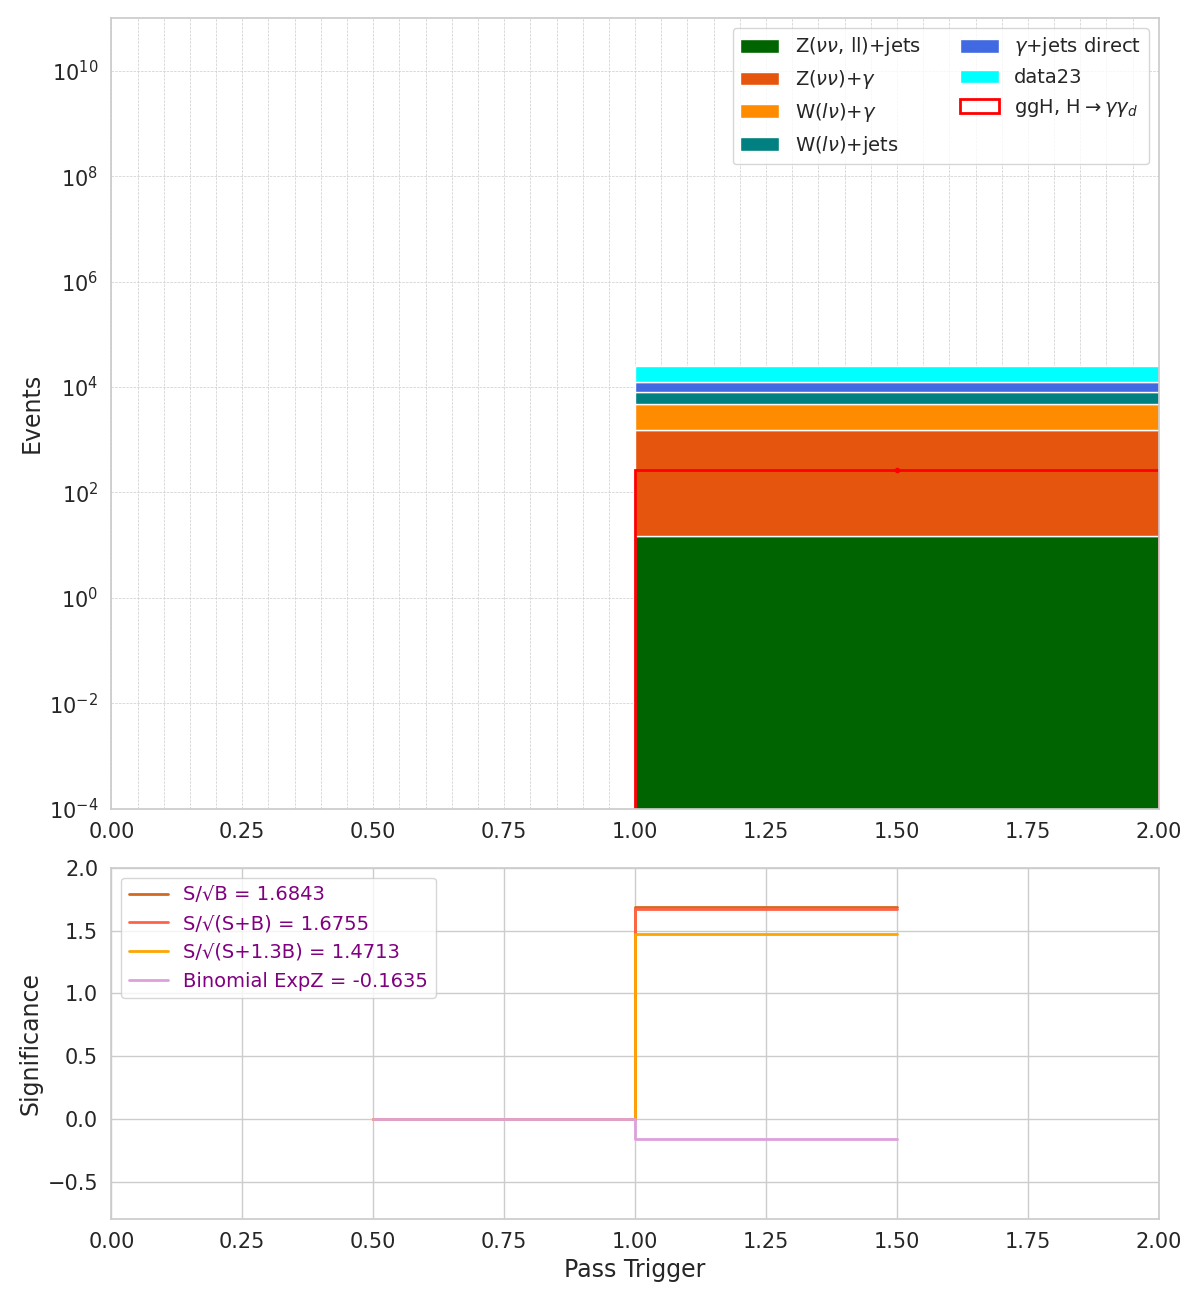 Z(νν, ll)+jets
Z(νν)+γ
W(lν)+γ
W(lν)+jets
γ+jets direct
data23
ggH, H→γγ_d
Events
10^10
10^8
10^6
10^4
10^2
10^0
10^−2
10^−4
0.00 0.25 0.50 0.75 1.00 1.25 1.50 1.75 2.00
S/√B = 1.6843
S/√(S+B) = 1.6755
S/√(S+1.3B) = 1.4713
Binomial ExpZ = -0.1635
Significance
2.0
1.5
1.0
0.5
0.0
−0.5
0.00 0.25 0.50 0.75 1.00 1.25 1.50 1.75 2.00
Pass Trigger